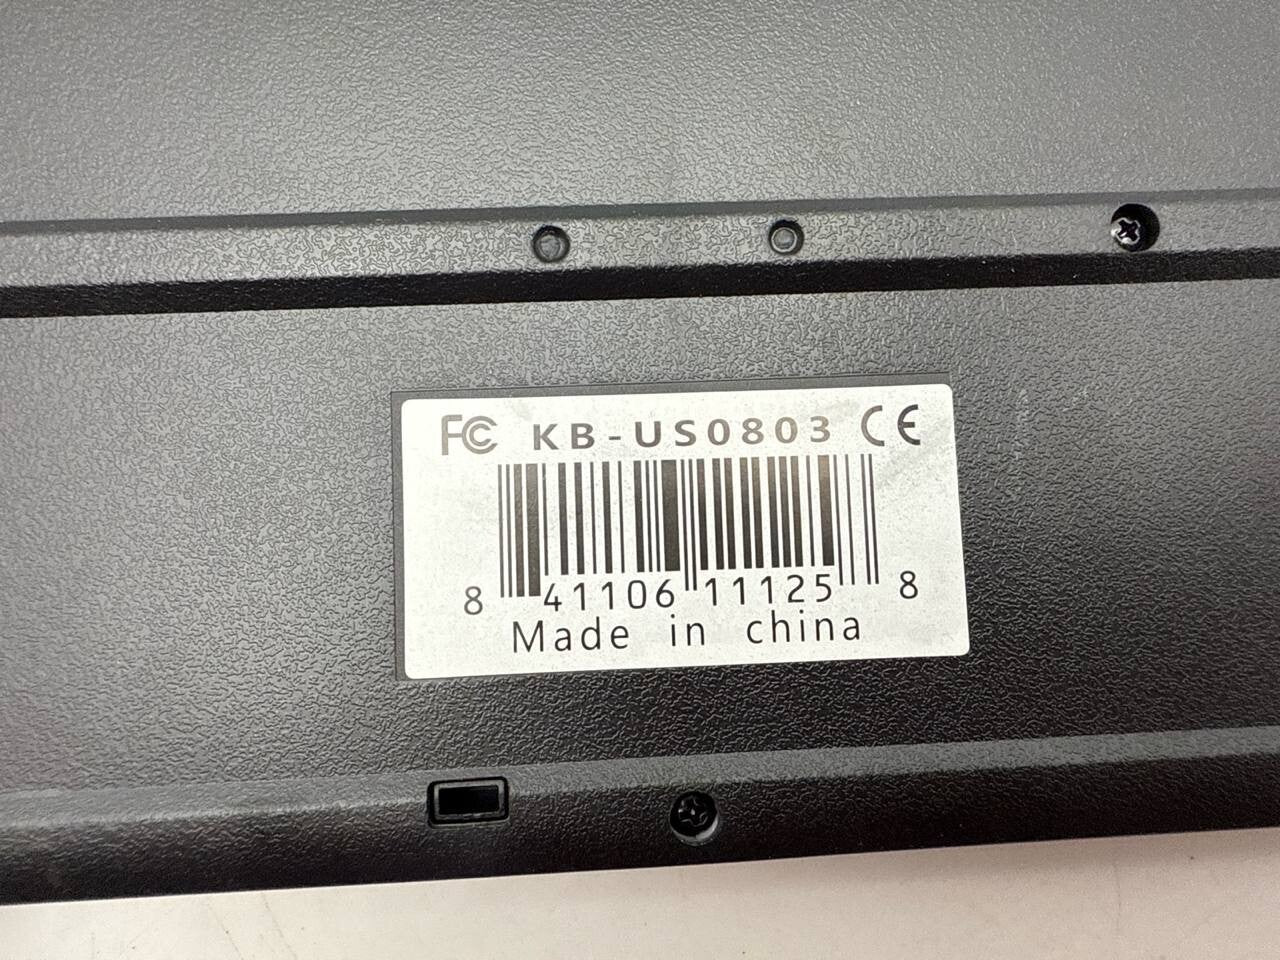 FC KB-US0803 CE
8 41106 11125 8
Made in china